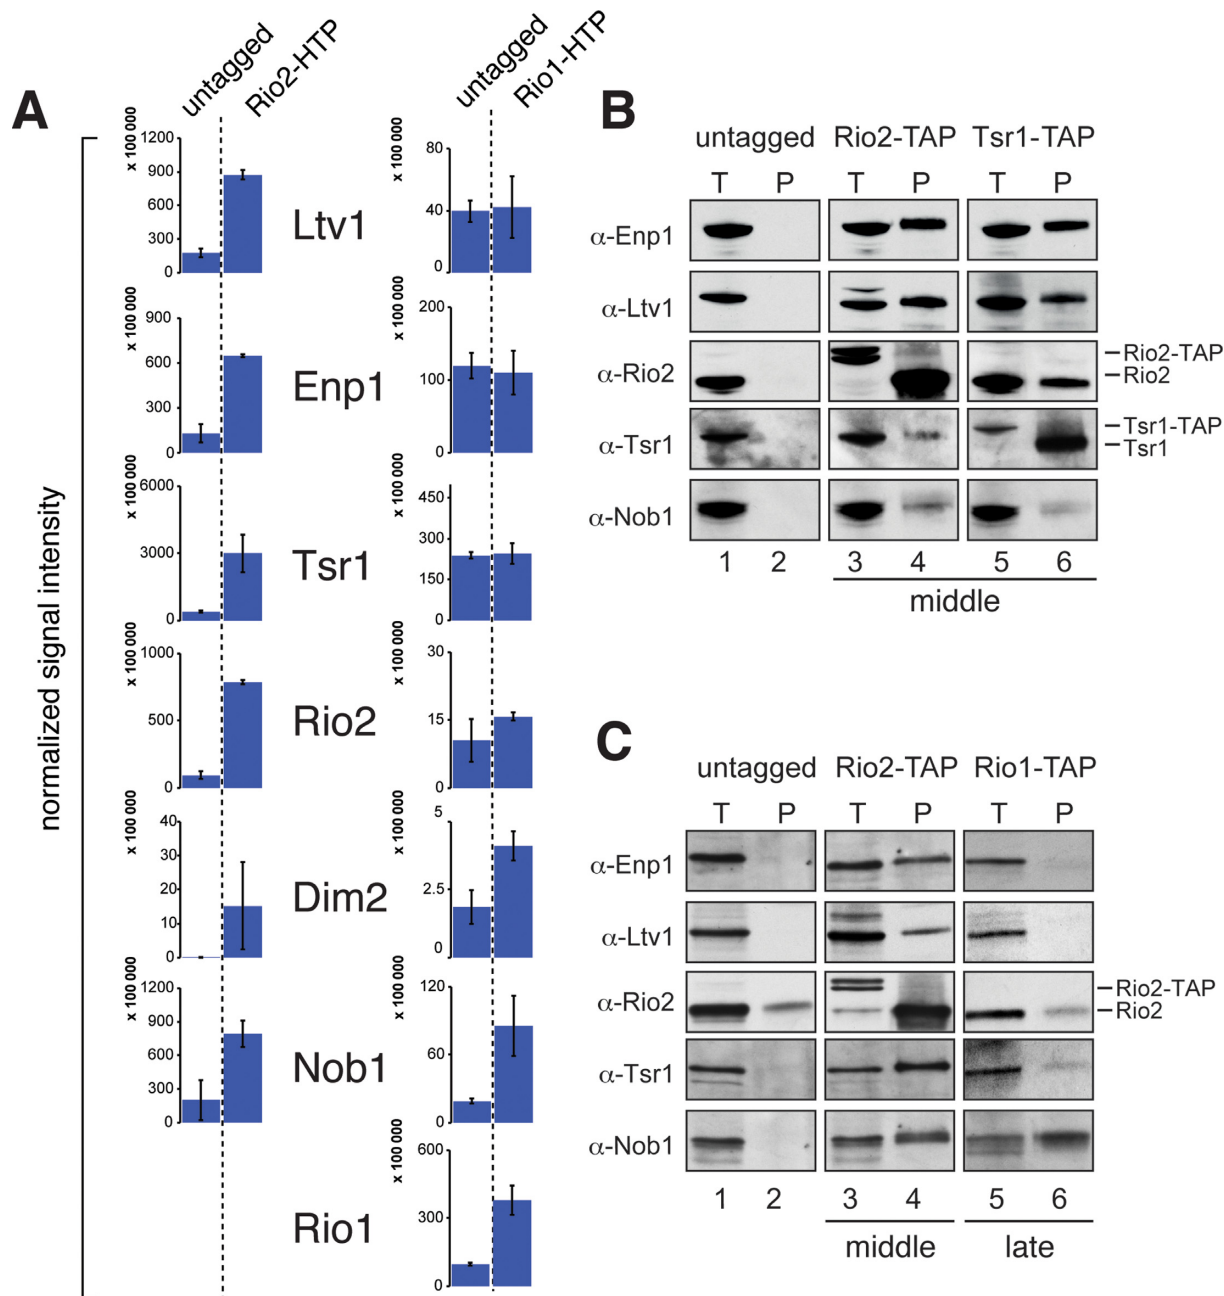 A
untagged
Rio2-HTP
untagged
Rio1-HTP
normalized signal intensity
x 100 000
1200
900
600
300
0
Ltv1
x 100 000
80
40
0
x 100 000
900
600
300
0
Enp1
x 100 000
200
100
0
x 100 000
6000
3000
0
Tsr1
x 100 000
450
300
150
0
x 100 000
1000
500
0
Rio2
x 100 000
30
15
0
x 100 000
40
30
20
10
0
Dim2
x 100 000
5
2.5
0
x 100 000
1200
900
600
300
0
Nob1
x 100 000
120
60
0
Rio1
x 100 000
600
300
0
B
untagged Rio2-TAP Tsr1-TAP
T P T P T P
α-Enp1
α-Ltv1
α-Rio2
Rio2-TAP
Rio2
α-Tsr1
Tsr1-TAP
Tsr1
α-Nob1
1 2 3 4 5 6
middle
C
untagged Rio2-TAP Rio1-TAP
T P T P T P
α-Enp1
α-Ltv1
α-Rio2
Rio2-TAP
Rio2
α-Tsr1
α-Nob1
1 2 3 4 5 6
middle late